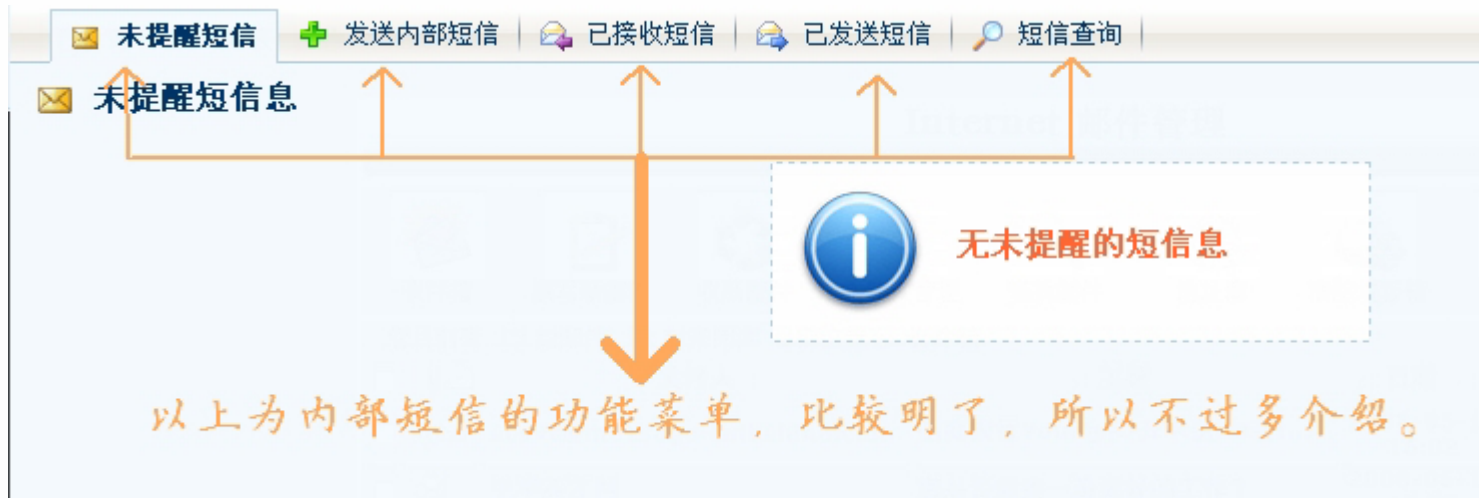 未提醒短信 发送内部短信 已接收短信 已发送短信 短信查询
未提醒短信息
无未提醒的短信息
以上为内部短信的功能菜单，比较明了，所以不过多介绍。